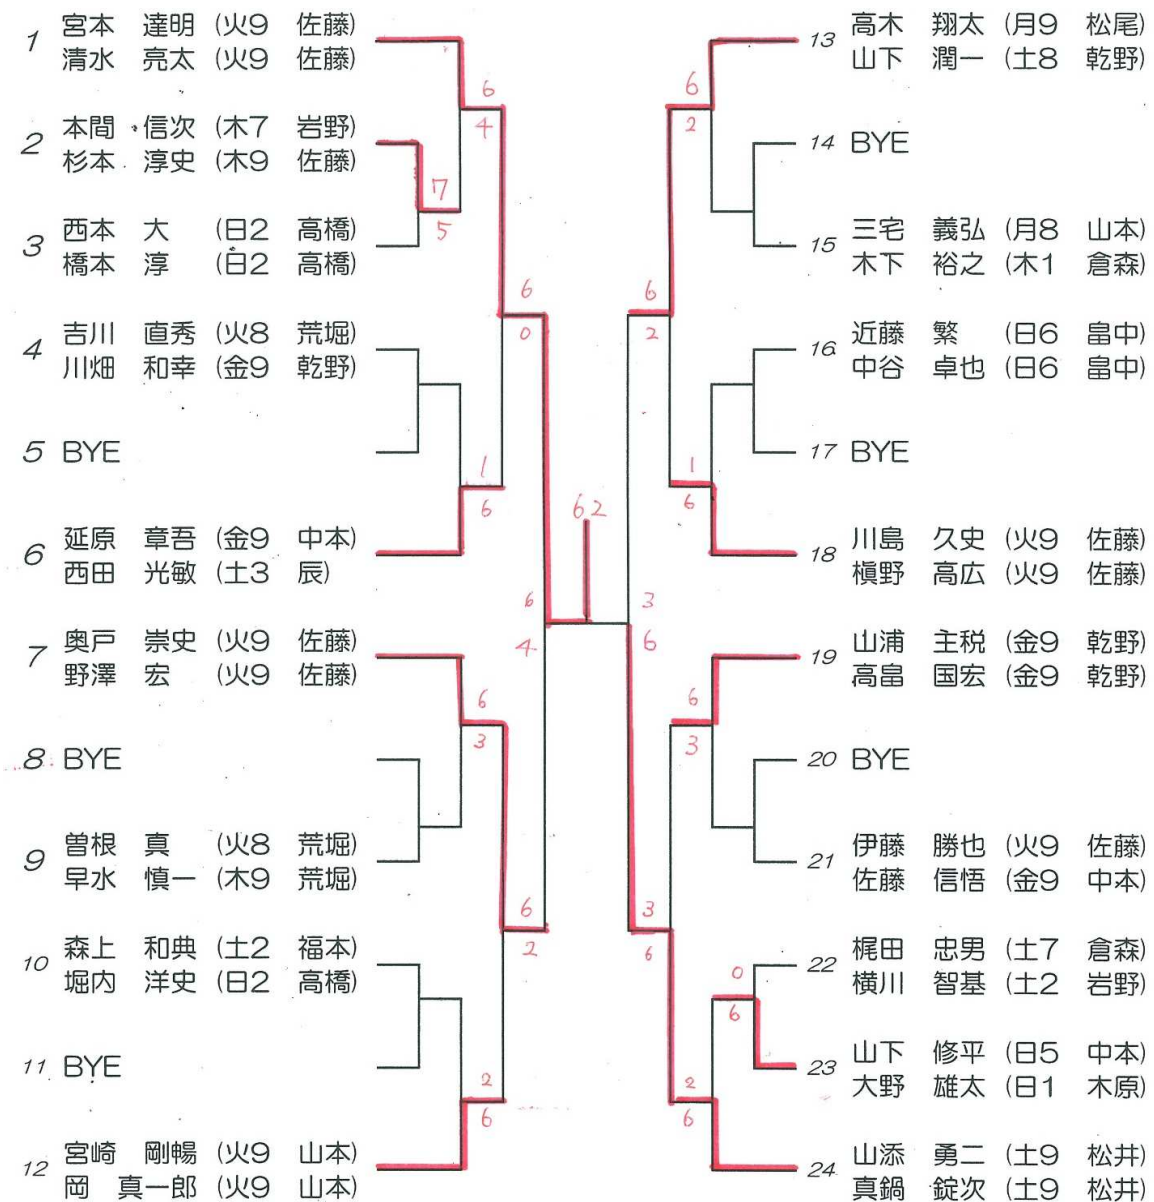 1 宮本 達明 (火9 佐藤)
清水 亮太 (火9 佐藤)
2 本間 信次 (木7 岩野)
杉本 淳史 (木9 佐藤)
3 西本 大 (日2 高橋)
橋本 淳 (日2 高橋)
4 吉川 直秀 (火8 荒堀)
川畑 和幸 (金9 乾野)
5 BYE
6 延原 章吾 (金9 中本)
西田 光敏 (土3 辰)
7 奥戸 崇史 (火9 佐藤)
野澤 宏 (火9 佐藤)
8 BYE
9 曽根 真 (火8 荒堀)
早水 慎一 (木9 荒堀)
10 森上 和典 (土2 福本)
堀内 洋史 (日2 高橋)
11 BYE
12 宮崎 剛暢 (火9 山本)
岡 真一郎 (火9 山本)
6
4
7
5
6
0
1
6
6
4
6
3
6
2
2
6
62
6
2
6
2
1
6
3
6
6
3
3
6
0
6
2
6
13 高木 翔太 (月9 松尾)
山下 潤一 (土8 乾野)
14 BYE
15 三宅 義弘 (月8 山本)
木下 裕之 (木1 倉森)
16 近藤 繁 (日6 畠中)
中谷 卓也 (日6 畠中)
17 BYE
18 川島 久史 (火9 佐藤)
槇野 高広 (火9 佐藤)
19 山浦 主税 (金9 乾野)
高畠 国宏 (金9 乾野)
20 BYE
21 伊藤 勝也 (火9 佐藤)
佐藤 信悟 (金9 中本)
22 梶田 忠男 (土7 倉森)
横川 智基 (土2 岩野)
23 山下 修平 (日5 中本)
大野 雄太 (日1 木原)
24 山添 勇二 (土9 松井)
真鍋 錠次 (土9 松井)